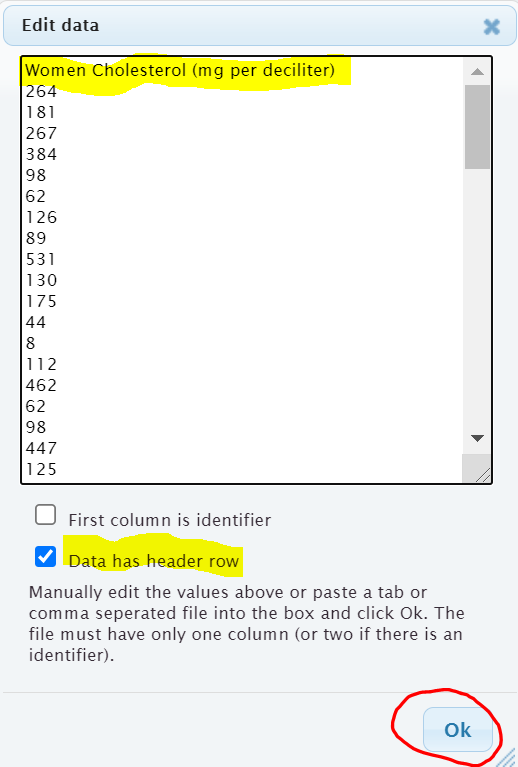 Edit data
Women Cholesterol (mg per deciliter)
264
181
267
384
98
62
126
89
531
130
175
44
8
112
462
62
98
447
125
First column is identifier
Data has header row
Manually edit the values above or paste a tab or
comma seperated file into the box and click Ok. The
file must have only one column (or two if there is an
identifier).
Ok